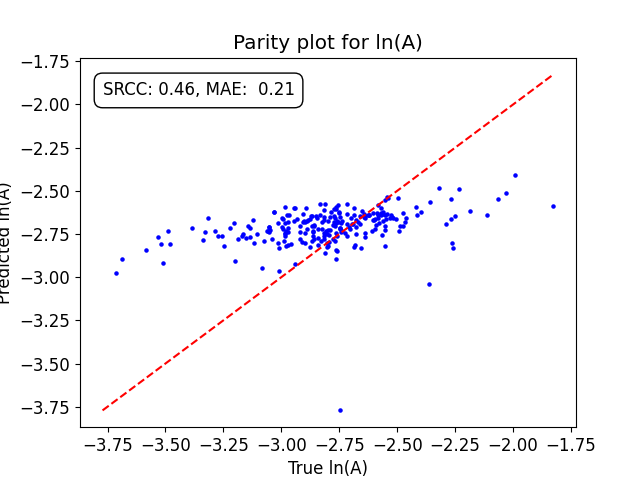 Parity plot for ln(A)
SRCC: 0.46, MAE:  0.21
Predicted ln(A)
−1.75
−2.00
−2.25
−2.50
−2.75
−3.00
−3.25
−3.50
−3.75
−3.75 −3.50 −3.25 −3.00 −2.75 −2.50 −2.25 −2.00 −1.75
True ln(A)